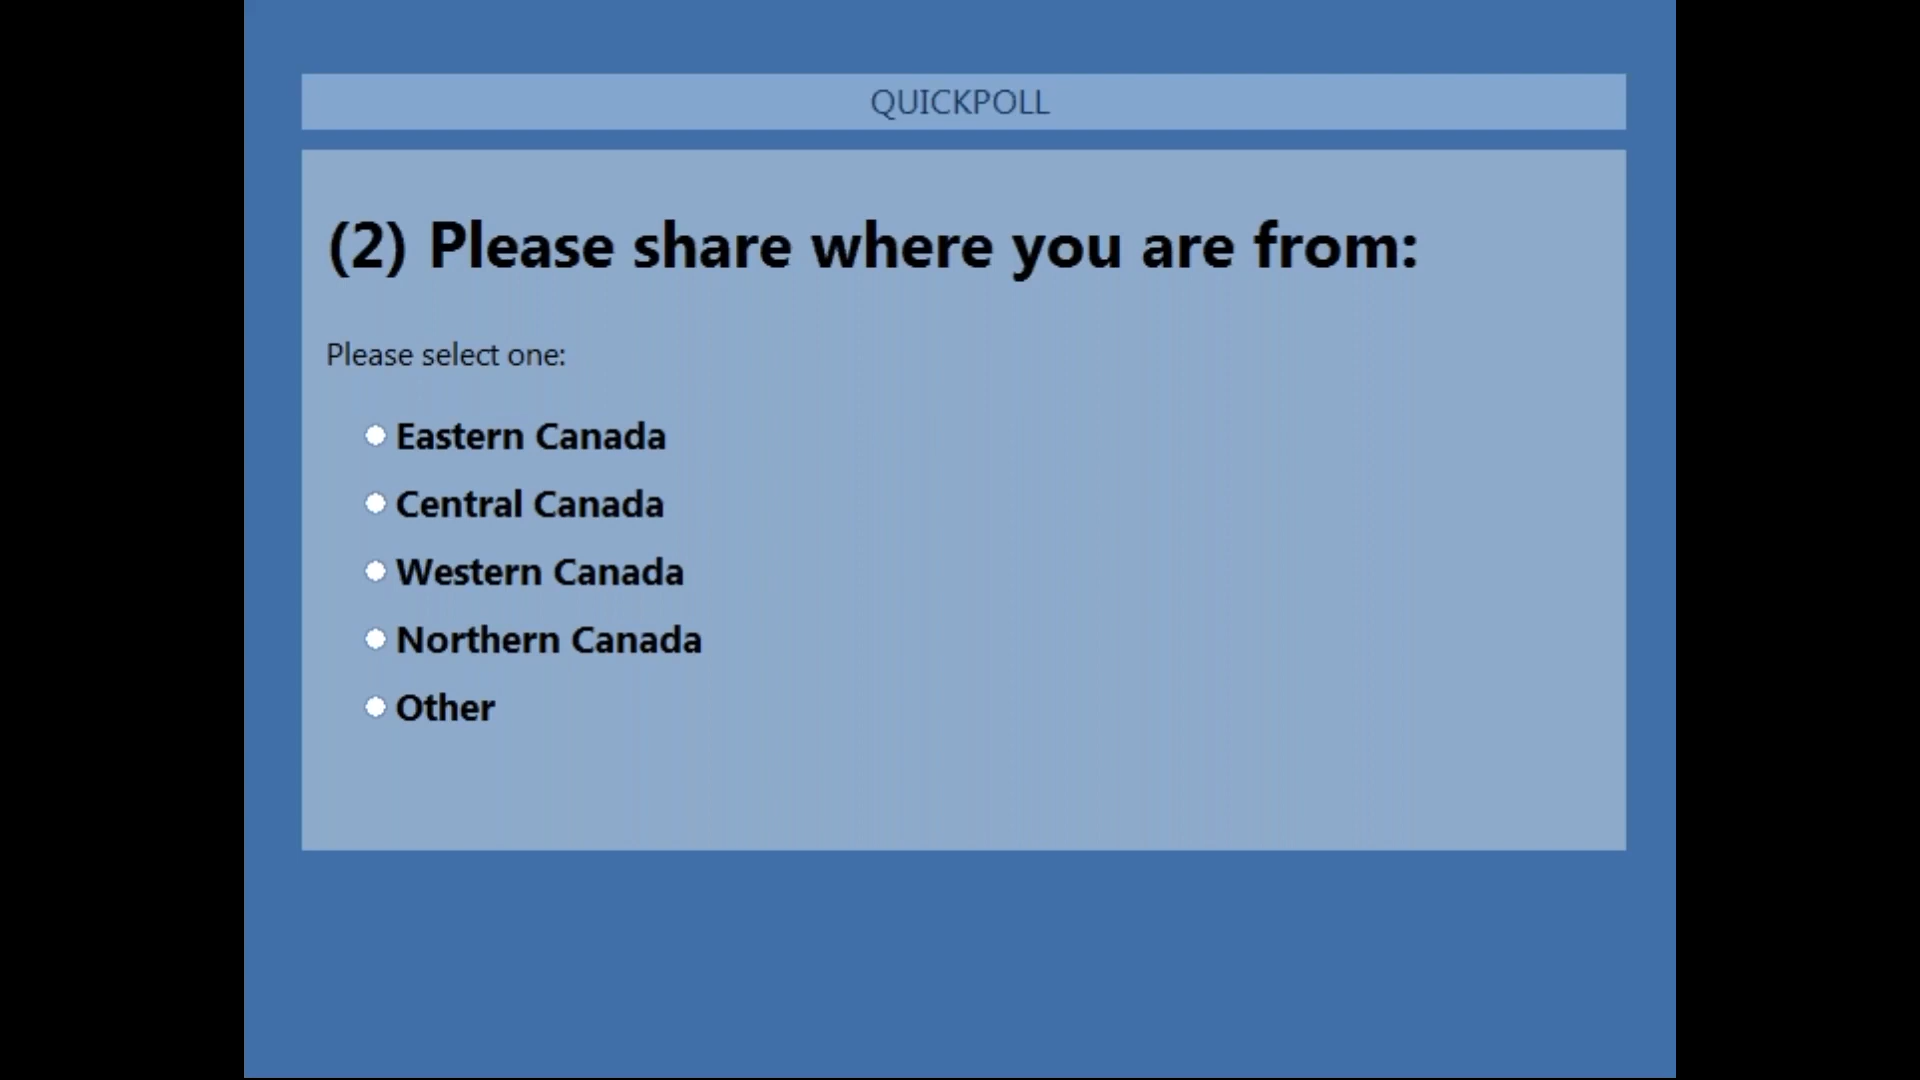 QUICKPOLL
(2) Please share where you are from:
Please select one:
Eastern Canada
Central Canada
Western Canada
Northern Canada
Other